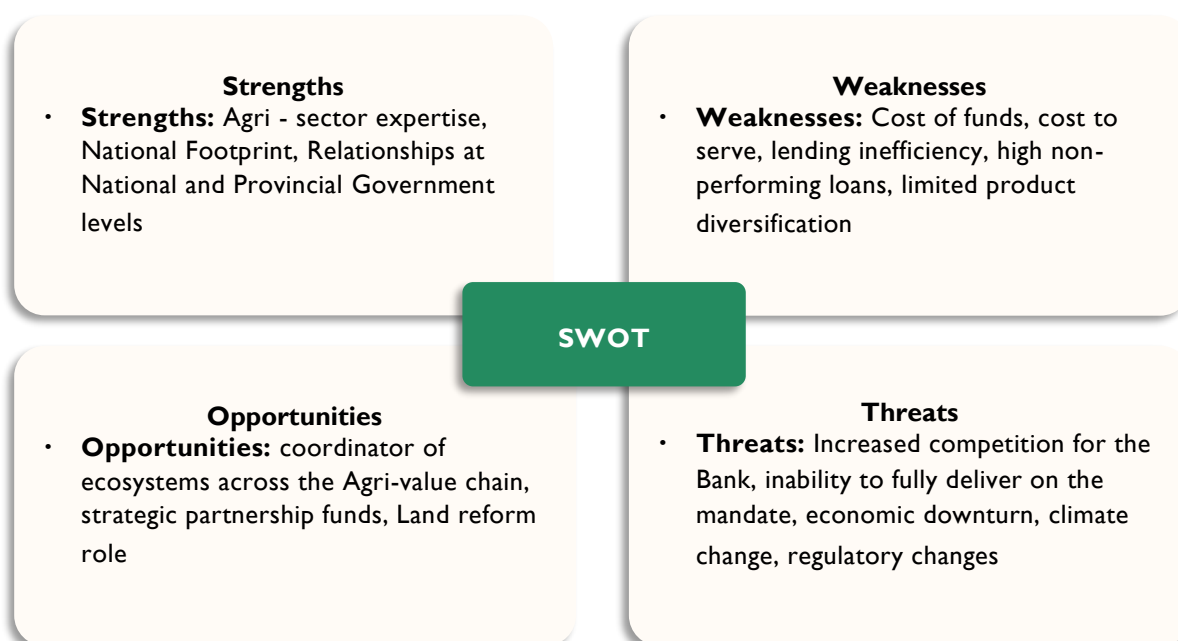 Strengths
• Strengths: Agri - sector expertise,
National Footprint, Relationships at
National and Provincial Government
levels
Weaknesses
• Weaknesses: Cost of funds, cost to
serve, lending inefficiency, high non-
performing loans, limited product
diversification
SWOT
Opportunities
• Opportunities: coordinator of
ecosystems across the Agri-value chain,
strategic partnership funds, Land reform
role
Threats
• Threats: Increased competition for the
Bank, inability to fully deliver on the
mandate, economic downturn, climate
change, regulatory changes